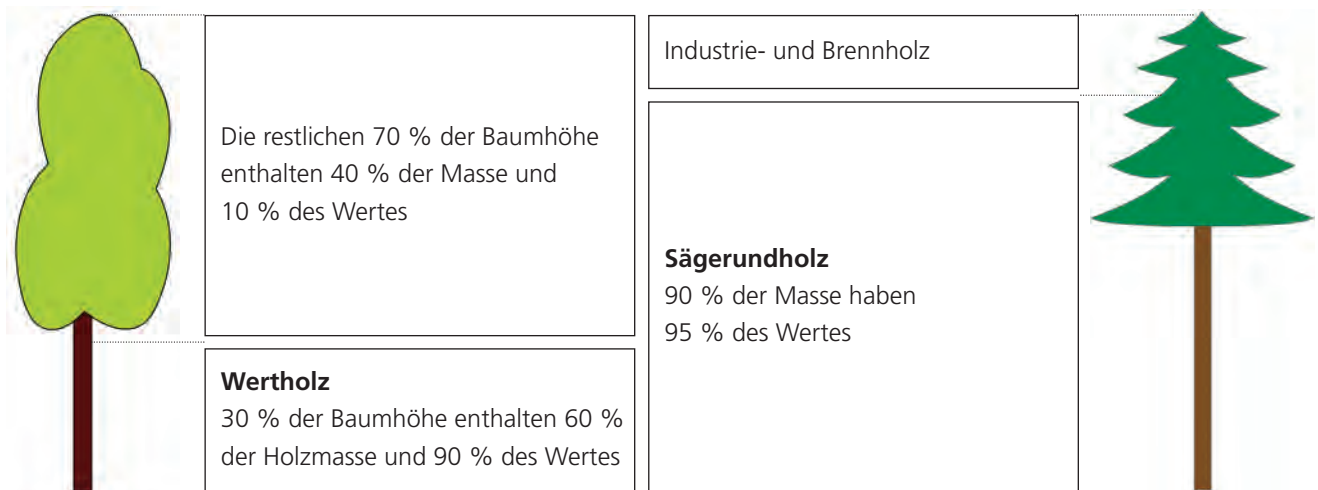 Die restlichen 70 % der Baumhöhe
enthalten 40 % der Masse und
10 % des Wertes
Wertholz
30 % der Baumhöhe enthalten 60 %
der Holzmasse und 90 % des Wertes
Industrie- und Brennholz
Sägerundholz
90 % der Masse haben
95 % des Wertes